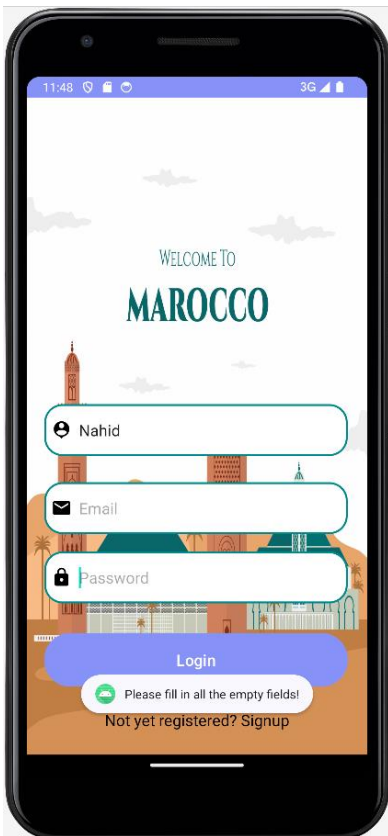 11:48 3G
WELCOME TO
MAROCCO
Nahid
Email
Password
Login
Please fill in all the empty fields!
Not yet registered? Signup